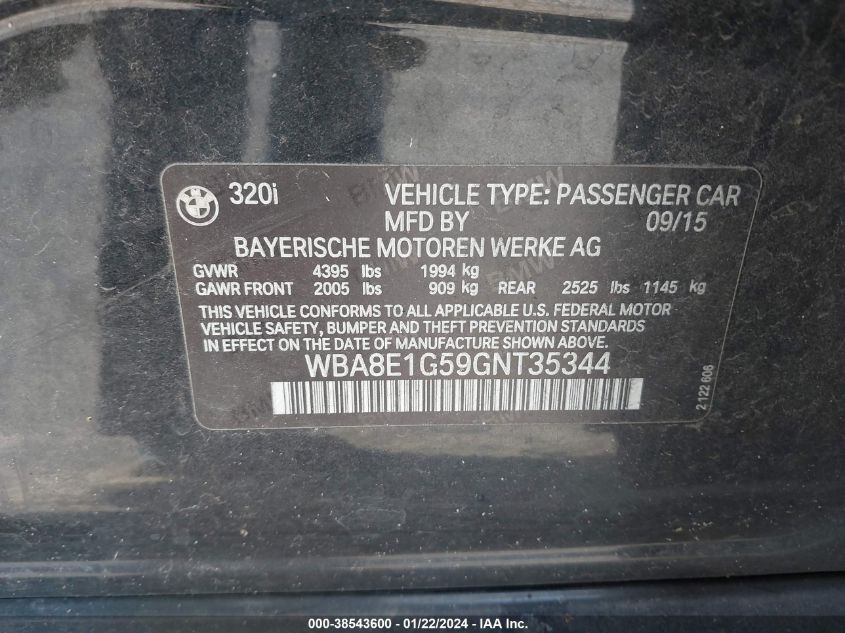 320i VEHICLE TYPE: PASSENGER CAR
MFD BY 09/15
BAYERISCHE MOTOREN WERKE AG
GVWR 4395 lbs 1994 kg
GAWR FRONT 2005 lbs 909 kg REAR 2525 lbs 1145 kg
THIS VEHICLE CONFORMS TO ALL APPLICABLE U.S. FEDERAL MOTOR
VEHICLE SAFETY, BUMPER AND THEFT PREVENTION STANDARDS
IN EFFECT ON THE DATE OF MANUFACTURE SHOWN ABOVE.
WBA8E1G59GNT35344
2 122 606
000-38543600 - 01/22/2024 - IAA Inc.